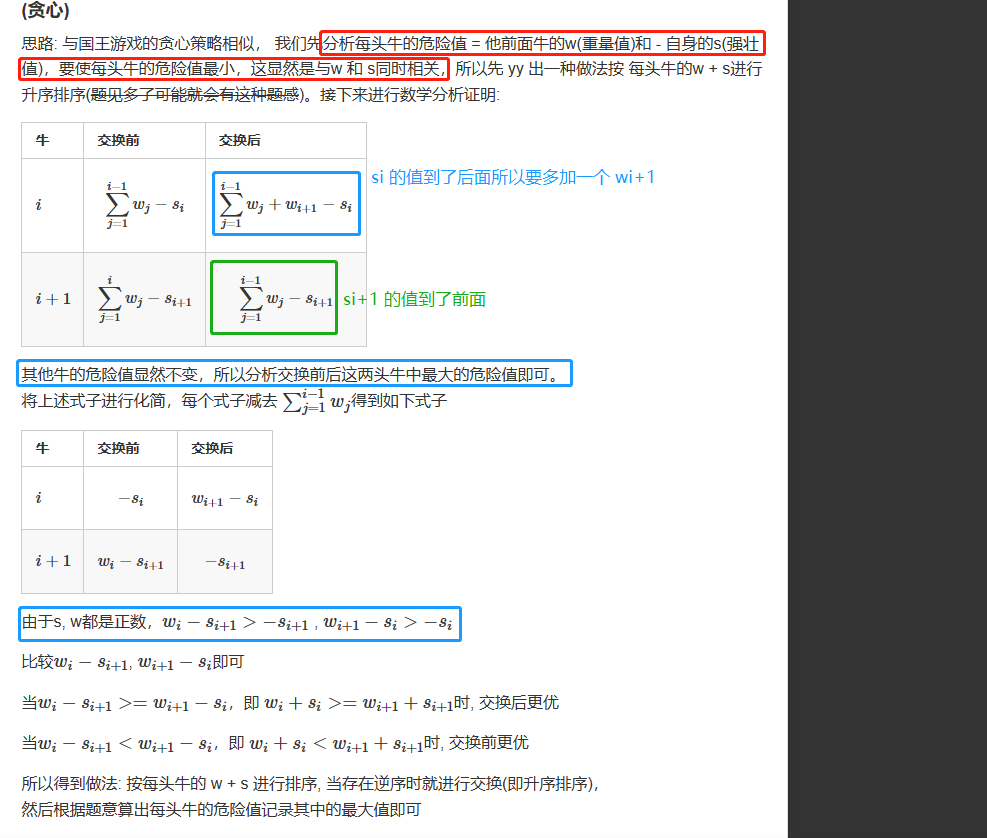 (贪心)
思路: 与国王游戏的贪心策略相似， 我们先分析每头牛的危险值 = 他前面牛的w(重量值)和 - 自身的s(强壮
值)，要使每头牛的危险值最小，这显然是与w 和 s同时相关，所以先 yy 出一种做法按 每头牛的w + s进行
升序排序(题见多了可能就会有这种题感)。接下来进行数学分析证明:
牛 交换前 交换后
si 的值到了后面所以要多加一个 wi+1
i \sum_{j=1}^{i-1} w_j - s_i \sum_{j=1}^{i-1} w_j + w_{i+1} - s_i
i + 1 \sum_{j=1}^{i} w_j - s_{i+1} \sum_{j=1}^{i-1} w_j - s_{i+1} si+1 的值到了前面
其他牛的危险值显然不变，所以分析交换前后这两头牛中最大的危险值即可。
将上述式子进行化简，每个式子减去 \sum_{j=1}^{i-1} w_j得到如下式子
牛 交换前 交换后
i -s_i w_{i+1} - s_i
i + 1 w_i - s_{i+1} -s_{i+1}
由于s, w都是正数，w_i - s_{i+1} > -s_{i+1} , w_{i+1} - s_i > -s_i
比较w_i - s_{i+1}, w_{i+1} - s_i即可
当w_i - s_{i+1} >= w_{i+1} - s_i，即 w_i + s_i >= w_{i+1} + s_{i+1}时, 交换后更优
当w_i - s_{i+1} < w_{i+1} - s_i，即 w_i + s_i < w_{i+1} + s_{i+1}时, 交换前更优
所以得到做法: 按每头牛的 w + s 进行排序, 当存在逆序时就进行交换(即升序排序)，
然后根据题意算出每头牛的危险值记录其中的最大值即可